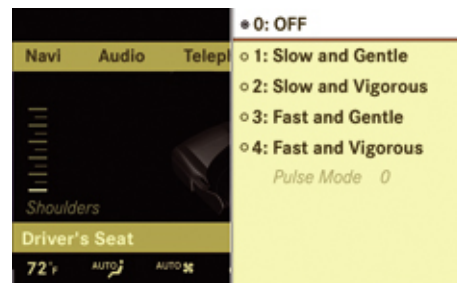 Navi Audio Teleph
Shoulders
Driver's Seat
72°F AUTO AUTO
0: OFF
1: Slow and Gentle
2: Slow and Vigorous
3: Fast and Gentle
4: Fast and Vigorous
Pulse Mode 0